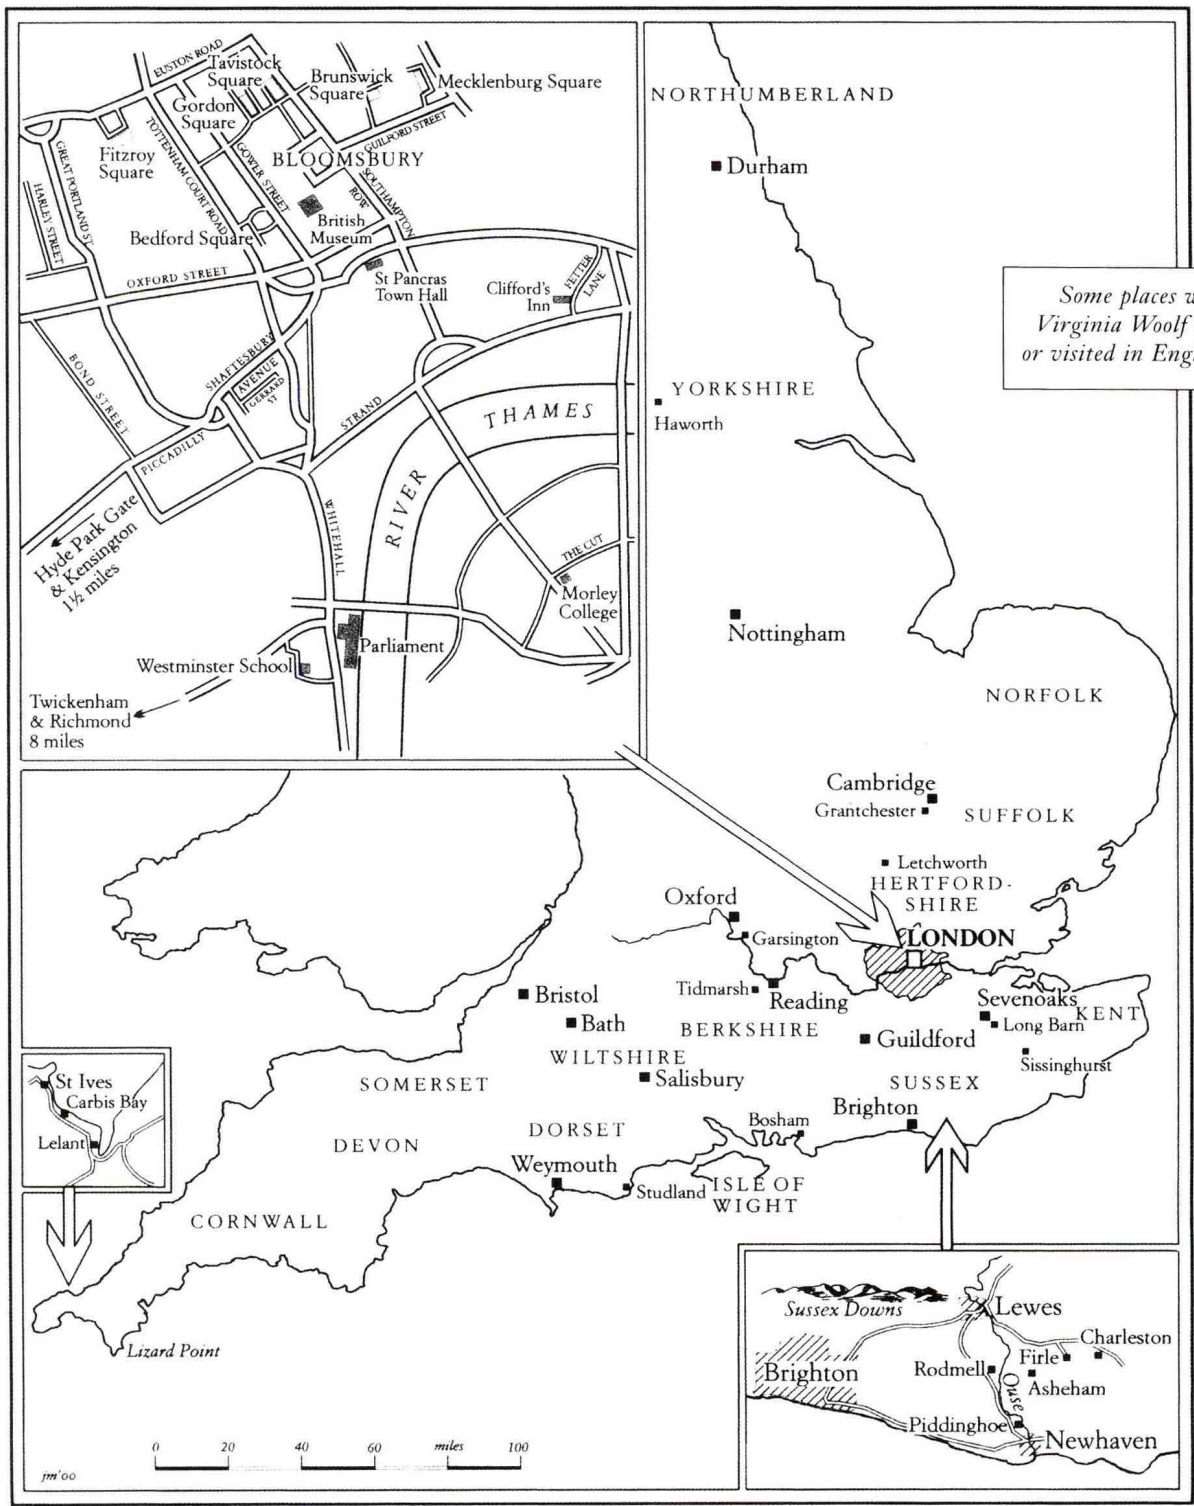 EUSTON ROAD
Tavistock
Square
Brunswick
Square
Mecklenburg Square
Gordon
Square
GUILFORD STREET
Fitzroy
Square
TOTTENHAM COURT ROAD
GOWER STREET
BLOOMSBURY
SOUTHAMPTON
ROW
GREAT PORTLAND ST
HARLEY STREET
British
Museum
Bedford Square
OXFORD STREET
St Pancras
Town Hall
Clifford's
Inn
FETTER
LANE
BOND STREET
SHAFTESBURY
AVENUE
GERRARD
ST
STRAND
PICCADILLY
RIVER
THAMES
WHITEHALL
Hyde Park Gate
& Kensington
1½ miles
THE CUT
Morley
College
Parliament
Westminster School
Twickenham
& Richmond
8 miles
NORTHUMBERLAND
Durham
Some places w
Virginia Woolf
or visited in Eng
YORKSHIRE
Haworth
Nottingham
NORFOLK
Cambridge
Grantchester
SUFFOLK
Letchworth
HERTFORD-
SHIRE
Oxford
Garsington
LONDON
Tidmarsh
Reading
Sevenoaks
KENT
Long Barn
Bristol
Bath
BERKSHIRE
Guildford
WILTSHIRE
Sissinghurst
SOMERSET
Salisbury
SUSSEX
Brighton
Bosham
DORSET
DEVON
Weymouth
Studland
ISLE OF
WIGHT
CORNWALL
Lizard Point
St Ives
Carbis Bay
Lelant
Sussex Downs
Lewes
Charleston
Firle
Rodmell
Brighton
Asheham
Ouse
Piddinghoe
Newhaven
0 20 40 60 miles 100
jm'00